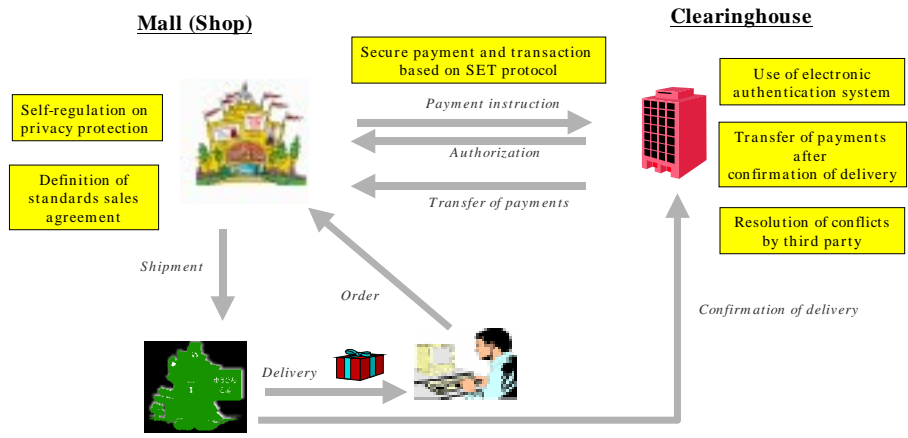 Mall (Shop)
Clearinghouse
Secure payment and transaction
based on SET protocol
Use of electronic
authentication system
Self-regulation on
privacy protection
Payment instruction
Authorization
Transfer of payments
after
confirmation of delivery
Definition of
standards sales
agreement
Transfer of payments
Resolution of conflicts
by third party
Shipment
Order
Confirmation of delivery
Delivery